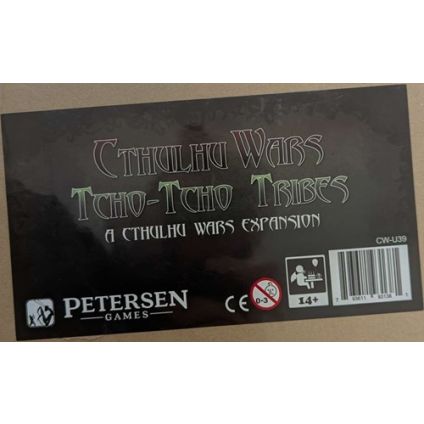 CTHULHU WARS
TCHO-TCHO TRIBES
A CTHULHU WARS EXPANSION
CW-U39
PETERSEN
GAMES
CE
0-3
14+